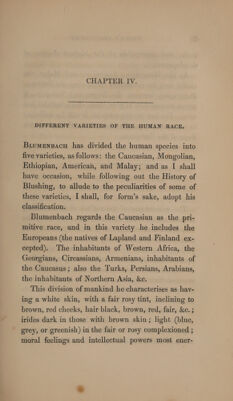 CHAPTER IV.
DIFFERENT VARIETIES OF THE HUMAN RACE.
BLUMENBACH has divided the human species into
five varieties, as follows: the Caucasian, Mongolian,
Ethiopian, American, and Malay; and as I shall
have occasion, while following out the History of
Blushing, to allude to the peculiarities of some of
these varieties, I shall, for form's sake, adopt his
classification.
Blumenbach regards the Caucasian as the pri-
mitive race, and in this variety he includes the
Europeans (the natives of Lapland and Finland ex-
cepted). The inhabitants of Western Africa, the
Georgians, Circassians, Armenians, inhabitants of
the Caucasus; also the Turks, Persians, Arabians,
the inhabitants of Northern Asia, &c.
This division of mankind he characterises as hav-
ing a white skin, with a fair rosy tint, inclining to
brown, red cheeks, hair black, brown, red, fair, &c.;
irides dark in those with brown skin; light (blue,
grey, or greenish) in the fair or rosy complexioned;
moral feelings and intellectual powers most ener-